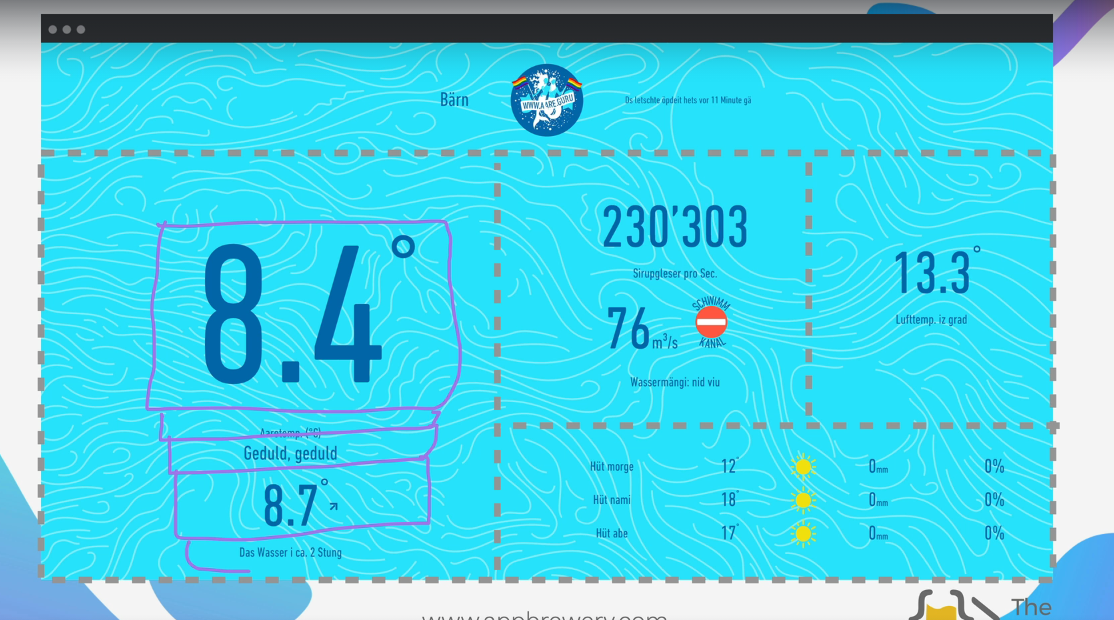 Bärn
WWW.AARE.GURU
Ds letschte öpdeit hets vor 11 Minute gä
8.4°
Aaretemp. (°C)
Geduld, geduld
8.7°↗
Das Wasser i ca. 2 Stung
230’303
Sirupgleser pro Sec.
76 m³/s
SCHWIMM
KANAL
Wassermängi: nid viu
13.3°
Lufttemp. iz grad
Hüt morge 12° 0mm 0%
Hüt nami 18° 0mm 0%
Hüt abe 17° 0mm 0%
www.appbrewery.com
The